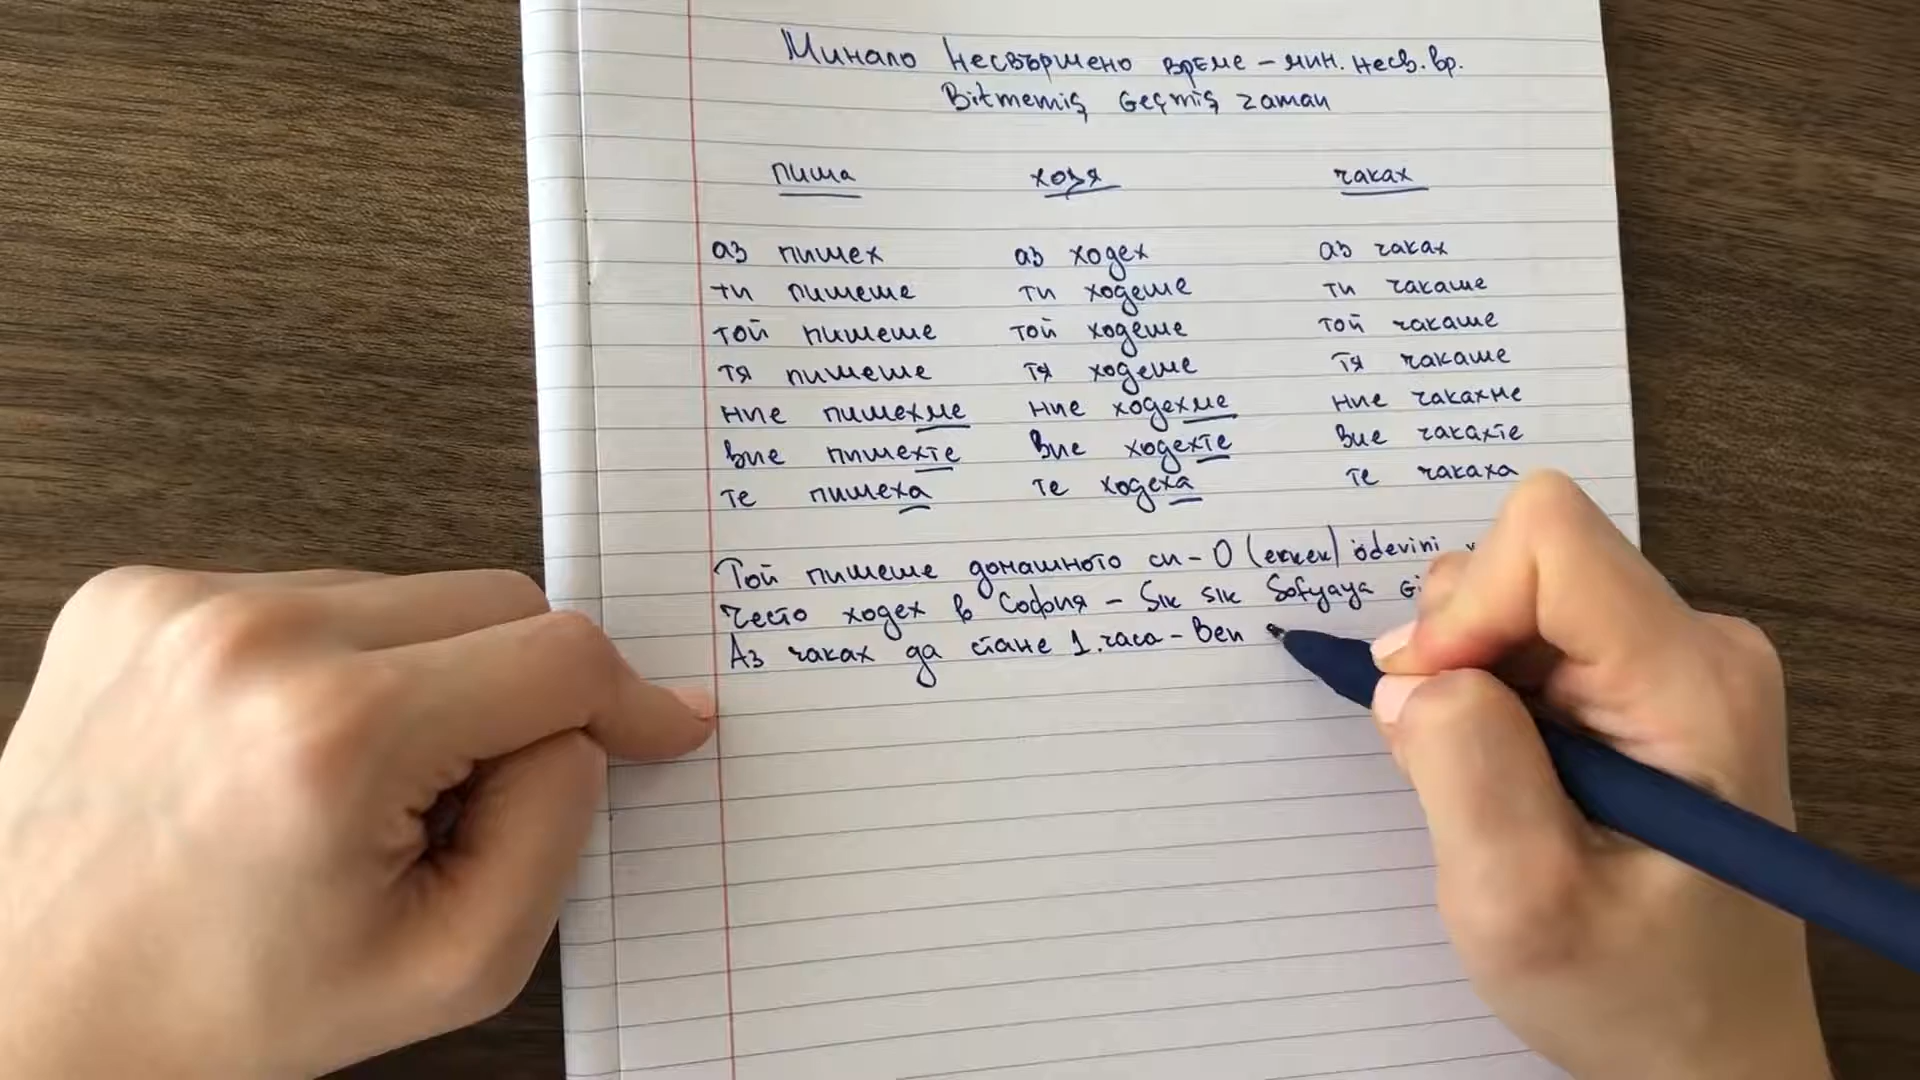 Минало несвършено време - мин. несв. вр.
Bitmemiş Geçmiş zaman
пиша ходя чаках
аз пишех аз ходех аз чаках
ти пишеше ти ходеше ти чакаше
той пишеше той ходеше той чакаше
тя пишеше тя ходеше тя чакаше
ние пишехме ние ходехме ние чакахме
вие пишехте вие ходехте вие чакахте
те пишеха те ходеха те чакаха
Той пишеше домашното си - O (erkek) ödevini
Често ходех в София - Sık sık Sofyaya
Аз чаках да стане 1. часа - Ben